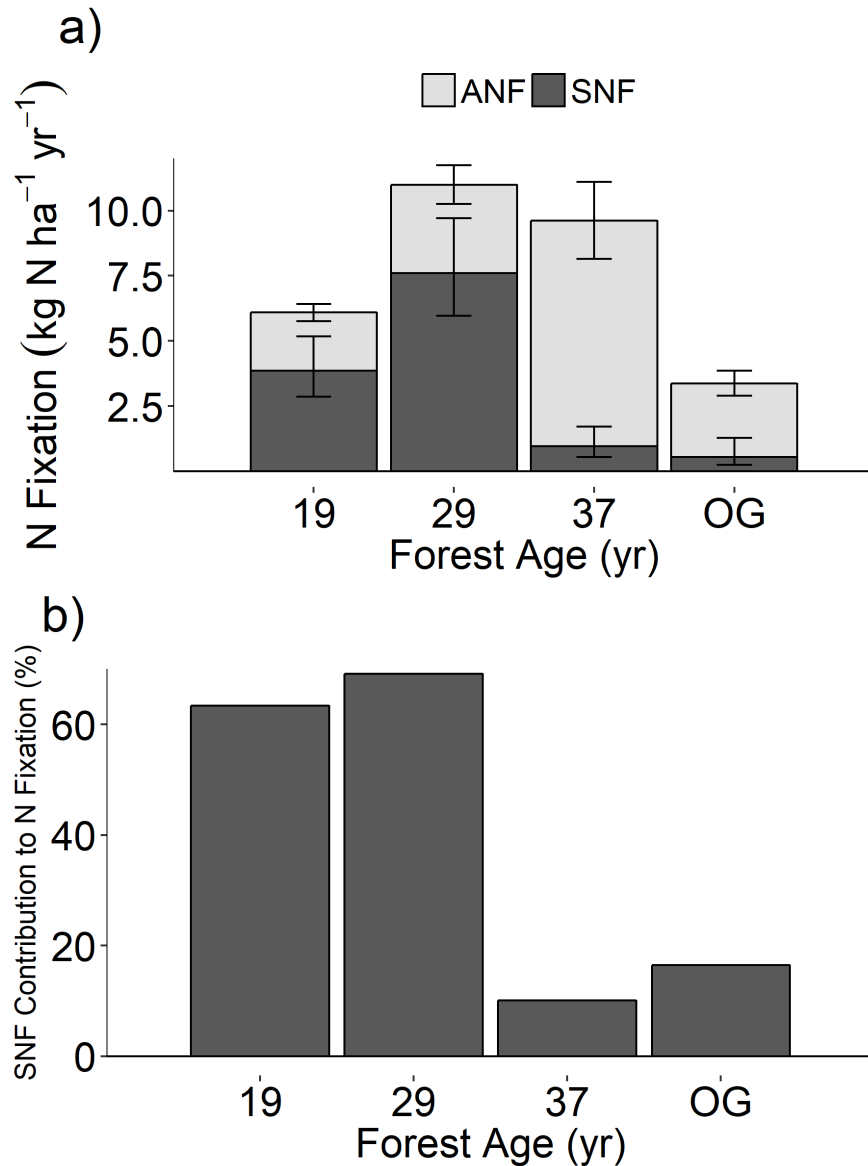 a)
ANF SNF
N Fixation (kg N ha⁻¹ yr⁻¹)
10.0
7.5
5.0
2.5
19 29 37 OG
Forest Age (yr)
b)
SNF Contribution to N Fixation (%)
60
40
20
0
19 29 37 OG
Forest Age (yr)